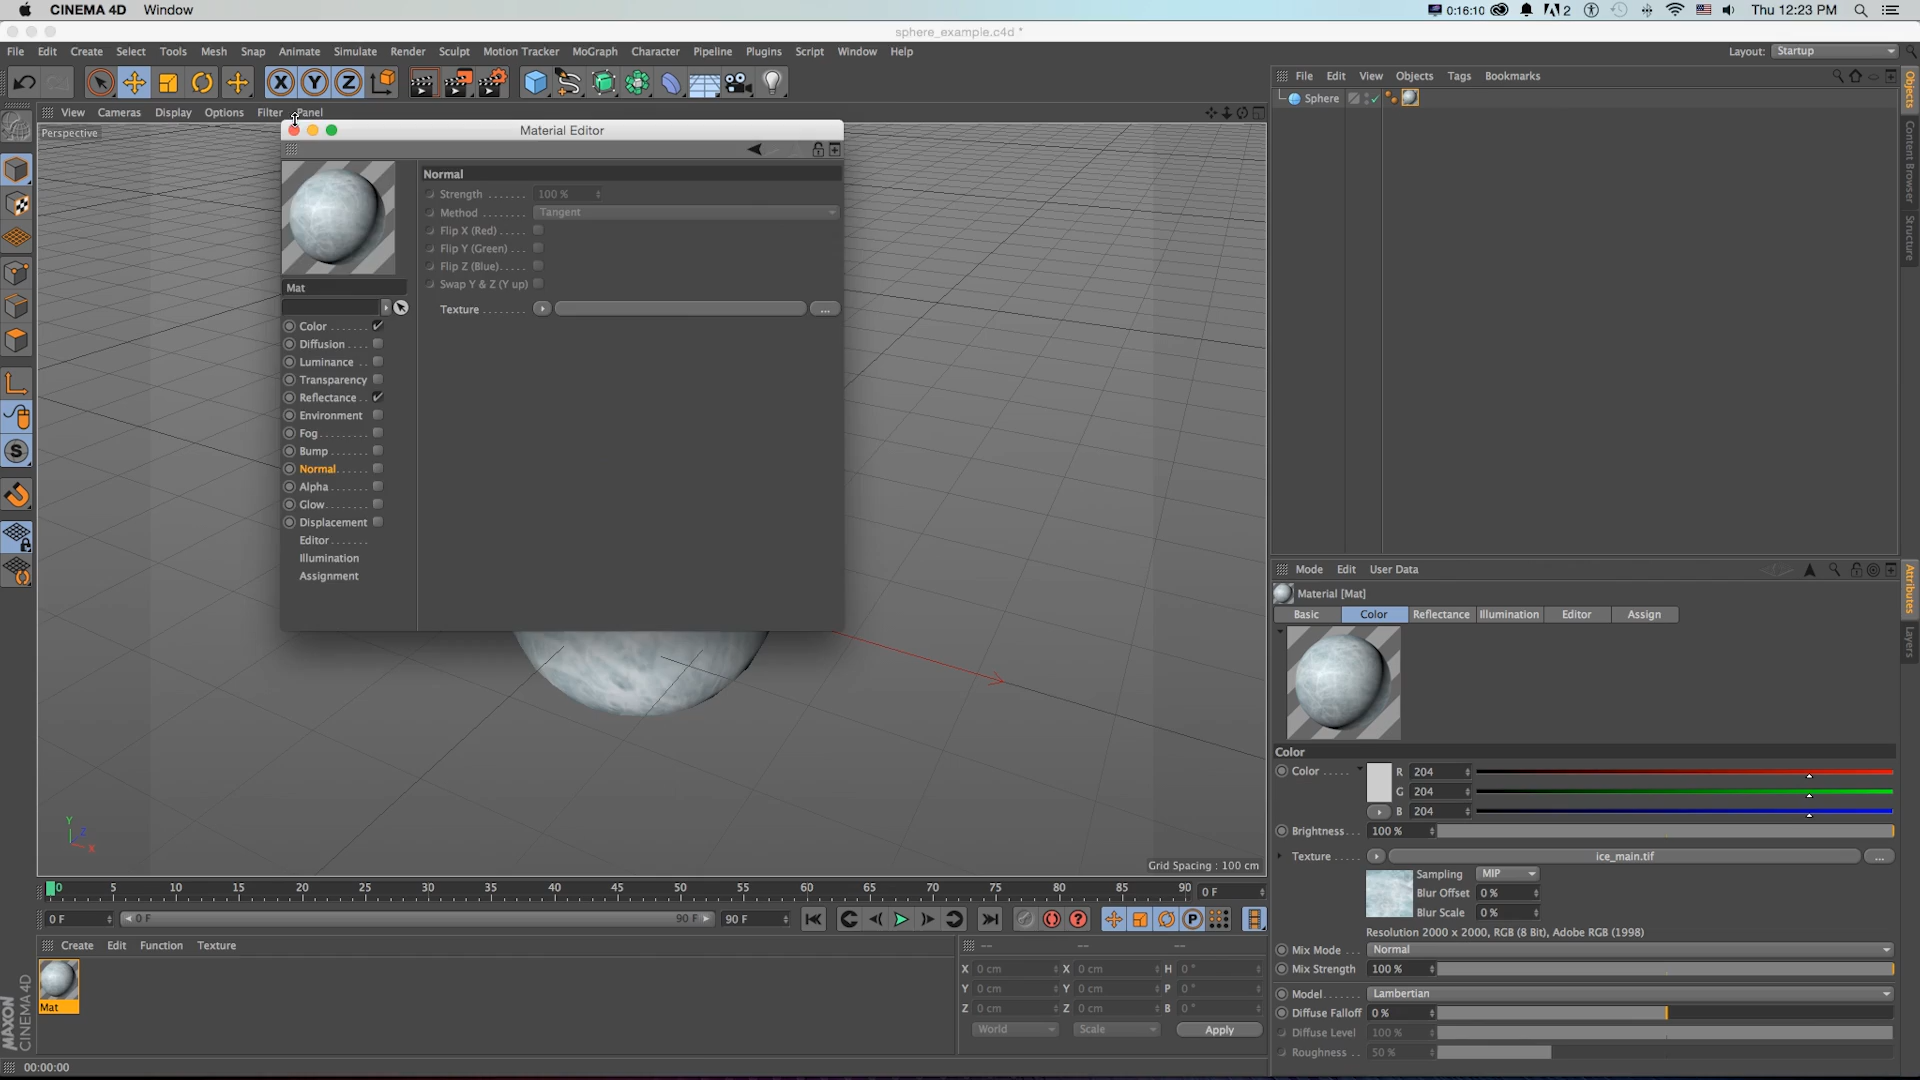 CINEMA 4D Window
0:16:10 2 Thu 12:23 PM
sphere_example.c4d *
File Edit Create Select Tools Mesh Snap Animate Simulate Render Sculpt Motion Tracker MoGraph Character Pipeline Plugins Script Window Help
Layout: Startup
X Y Z
File Edit View Objects Tags Bookmarks
Sphere
View Cameras Display Options Filter Panel
Perspective
Material Editor
Normal
Strength ....... 100 %
Method ........ Tangent
Flip X (Red) .....
Flip Y (Green) ...
Flip Z (Blue).....
Swap Y & Z (Y up)
Texture ........ ...
Mat
Color .......
Diffusion ....
Luminance ..
Transparency
Reflectance ..
Environment
Fog.........
Bump .......
Normal......
Alpha .......
Glow........
Displacement
Editor .......
Illumination
Assignment
S
Y
Z
X
Grid Spacing : 100 cm
0 5 10 15 20 25 30 35 40 45 50 55 60 65 70 75 80 85 90 0 F
0 F 0 F 90 F 90 F
P
Create Edit Function Texture
Mat
MAXON
CINEMA 4D
-- -- --
X 0 cm X 0 cm H 0 °
Y 0 cm Y 0 cm P 0 °
Z 0 cm Z 0 cm B 0 °
World Scale Apply
00:00:00
Objects
Content Browser
Structure
Mode Edit User Data
Material [Mat]
Basic Color Reflectance Illumination Editor Assign
Color
Color ..... R 204
G 204
B 204
Brightness... 100 %
Texture ..... ice_main.tif ...
Sampling MIP
Blur Offset 0 %
Blur Scale 0 %
Resolution 2000 x 2000, RGB (8 Bit), Adobe RGB (1998)
Mix Mode .. Normal
Mix Strength 100 %
Model....... Lambertian
Diffuse Falloff 0 %
Diffuse Level 100 %
Roughness .. 50 %
Attributes
Layers